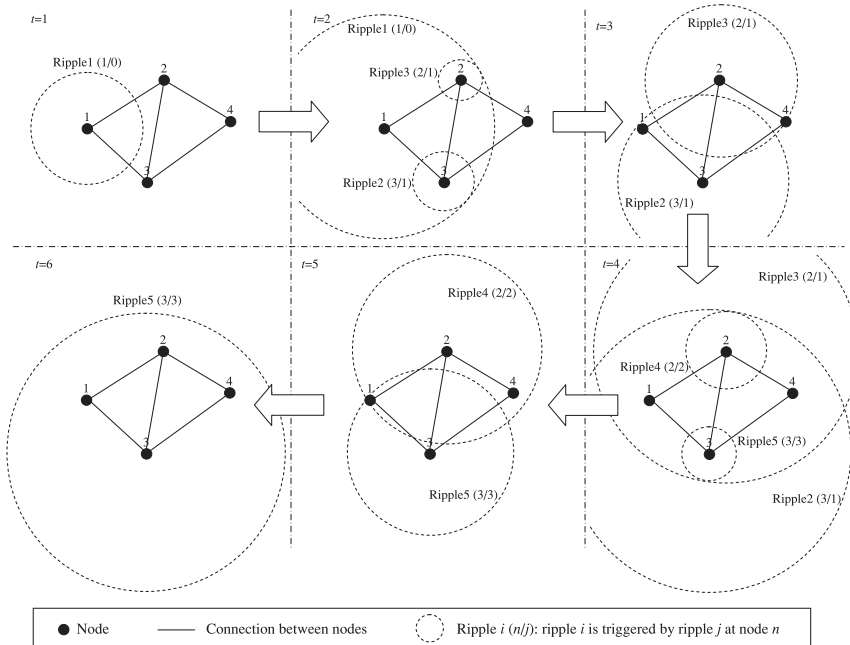 t=1
Ripple1 (1/0)
1
2
3
4
t=2
Ripple1 (1/0)
Ripple3 (2/1)
2
1
4
3
Ripple2 (3/1)
t=3
Ripple3 (2/1)
2
1
4
3
Ripple2 (3/1)
t=6
Ripple5 (3/3)
2
1
4
3
t=5
Ripple4 (2/2)
2
1
4
3
Ripple5 (3/3)
t=4
Ripple3 (2/1)
2
Ripple4 (2/2)
1
4
3
Ripple5 (3/3)
Ripple2 (3/1)
Node
Connection between nodes
Ripple i (n/j): ripple i is triggered by ripple j at node n